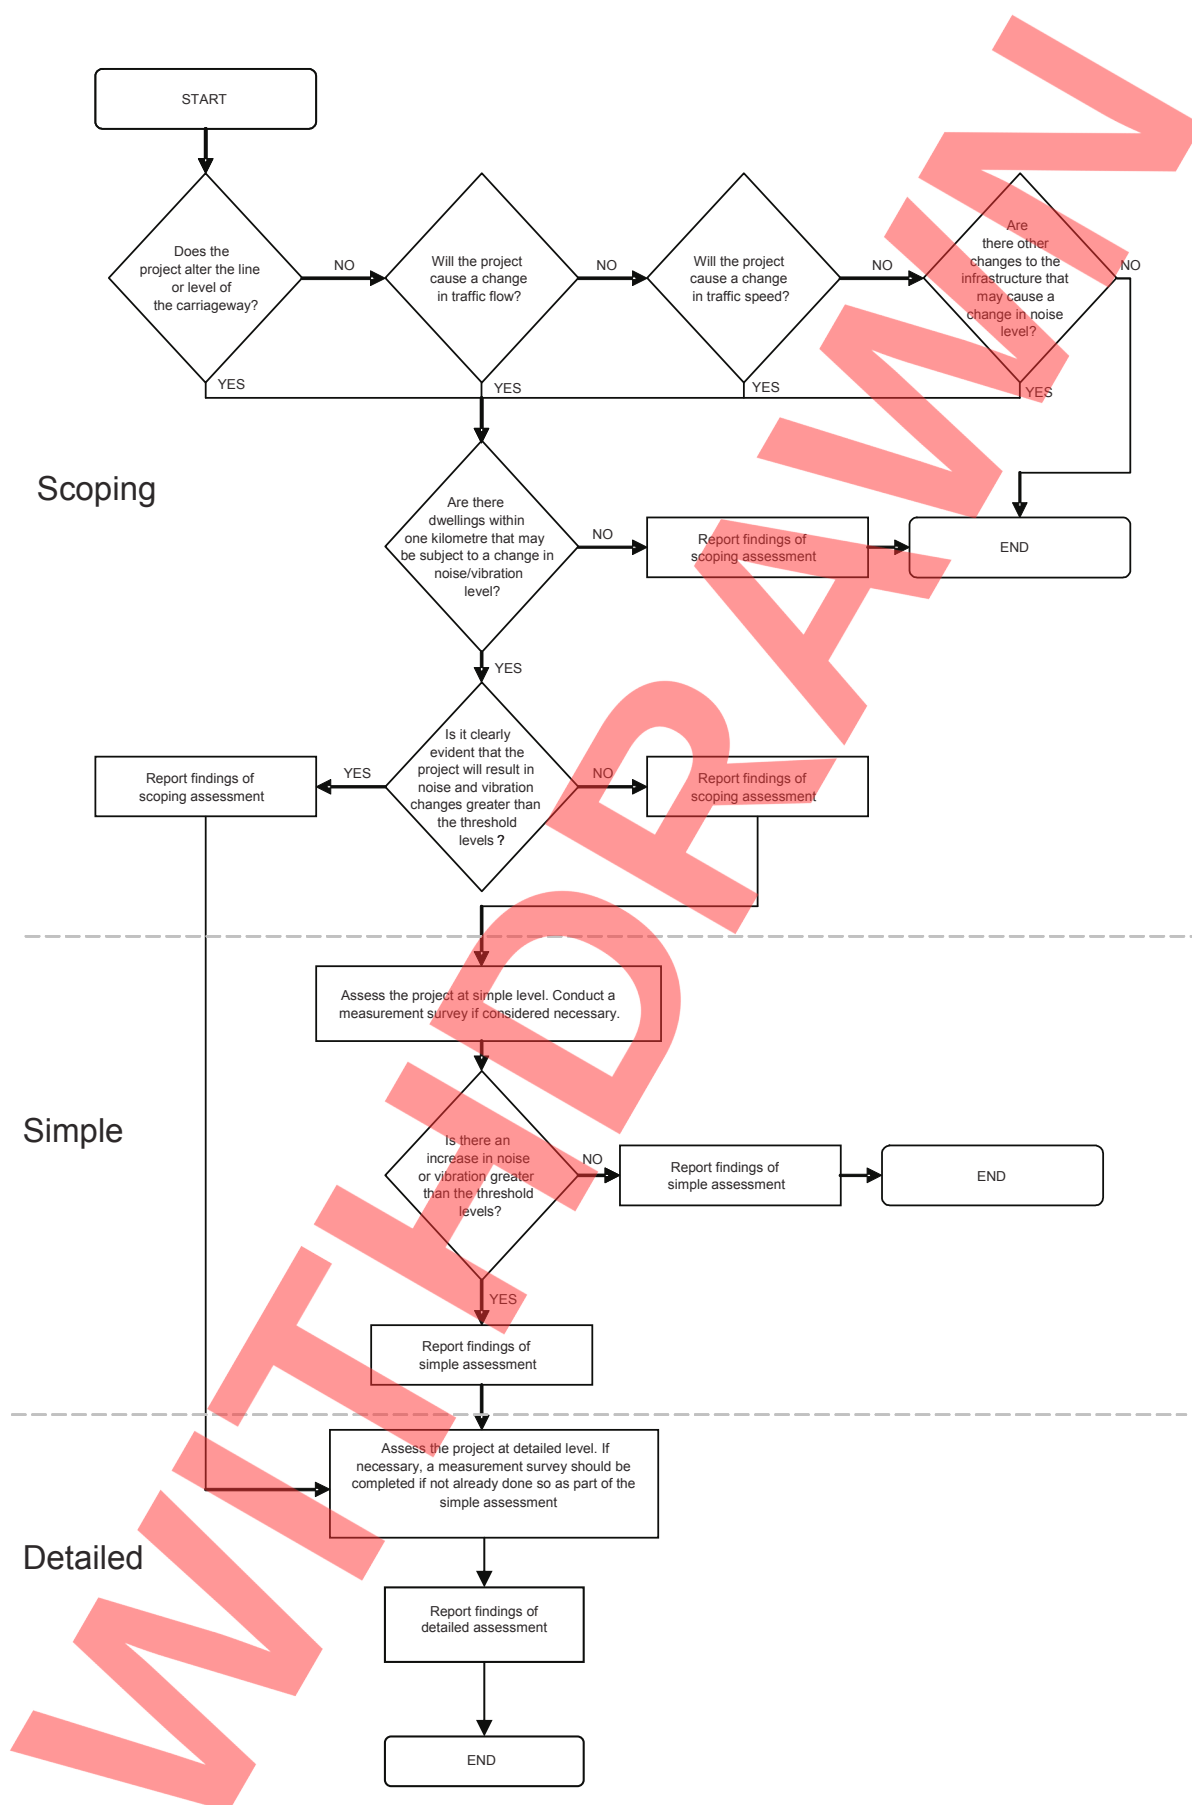 START
Does the
project alter the line
or level of
the carriageway?
NO
Will the project
cause a change
in traffic flow?
NO
Will the project
cause a change
in traffic speed?
NO
Are
there other
changes to the
infrastructure that
may cause a
change in noise
level?
NO
YES
YES
YES
YES
Scoping
Are there
dwellings within
one kilometre that may
be subject to a change in
noise/vibration
level?
NO
Report findings of
scoping assessment
END
YES
Is it clearly
evident that the
project will result in
noise and vibration
changes greater than
the threshold
levels ?
YES
Report findings of
scoping assessment
NO
Report findings of
scoping assessment
Assess the project at simple level. Conduct a
measurement survey if considered necessary.
Simple
Is there an
increase in noise
or vibration greater
than the threshold
levels?
NO
Report findings of
simple assessment
END
YES
Report findings of
simple assessment
Assess the project at detailed level. If
necessary, a measurement survey should be
completed if not already done so as part of the
simple assessment
Detailed
Report findings of
detailed assessment
END
WITHDRAWN